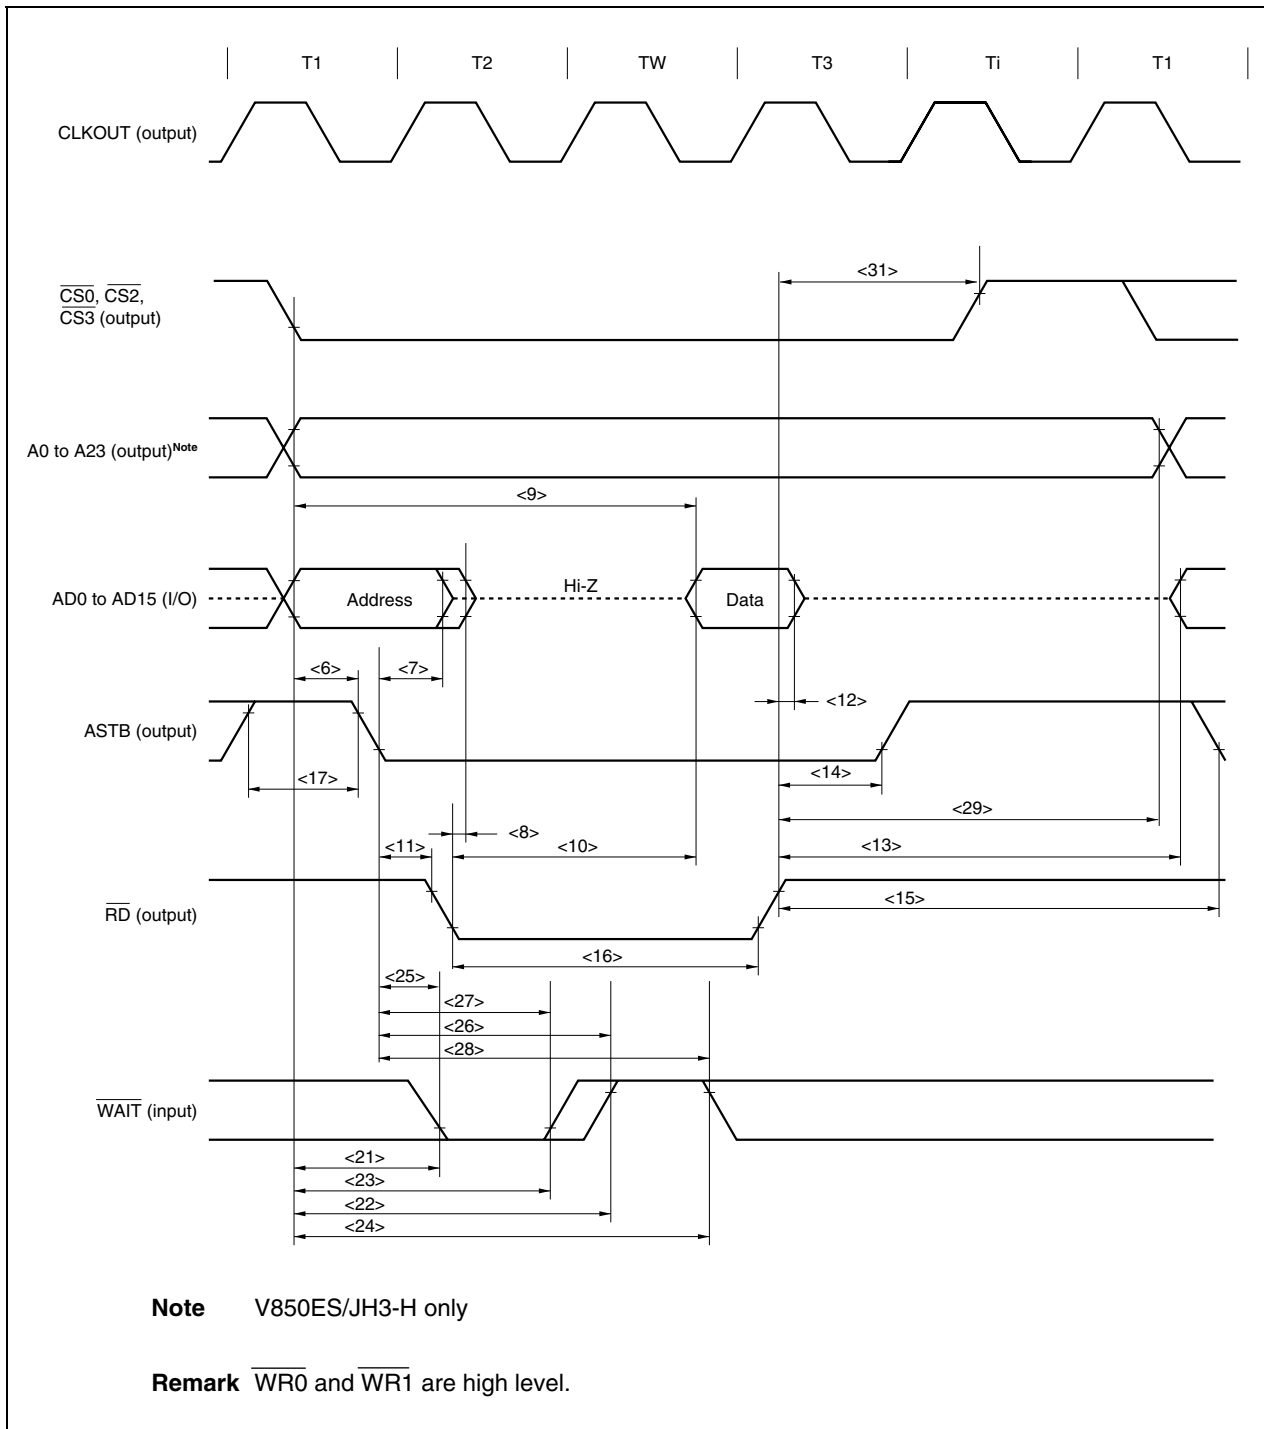 T1 T2 TW T3 Ti T1
CLKOUT (output)
<31>
CS0, CS2,
CS3 (output)
A0 to A23 (output)Note
<9>
Hi-Z
AD0 to AD15 (I/O)
Address
Data
<6> <7>
<12>
ASTB (output)
<17>
<14>
<29>
<8>
<11>
<10>
<13>
<15>
RD (output)
<16>
<25>
<27>
<26>
<28>
WAIT (input)
<21>
<23>
<22>
<24>
Note V850ES/JH3-H only
Remark WR0 and WR1 are high level.